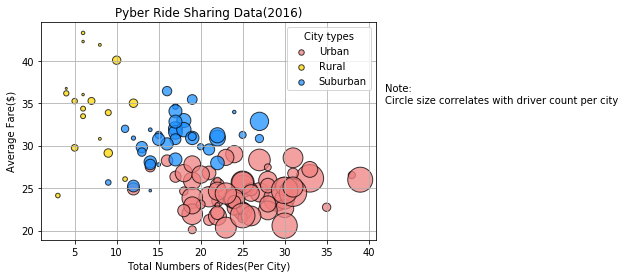 Pyber Ride Sharing Data(2016)
City types
Urban
Rural
Suburban
Note:
Circle size correlates with driver count per city
Average Fare($)
40
35
30
25
20
5
10
15
20
25
30
35
40
Total Numbers of Rides(Per City)